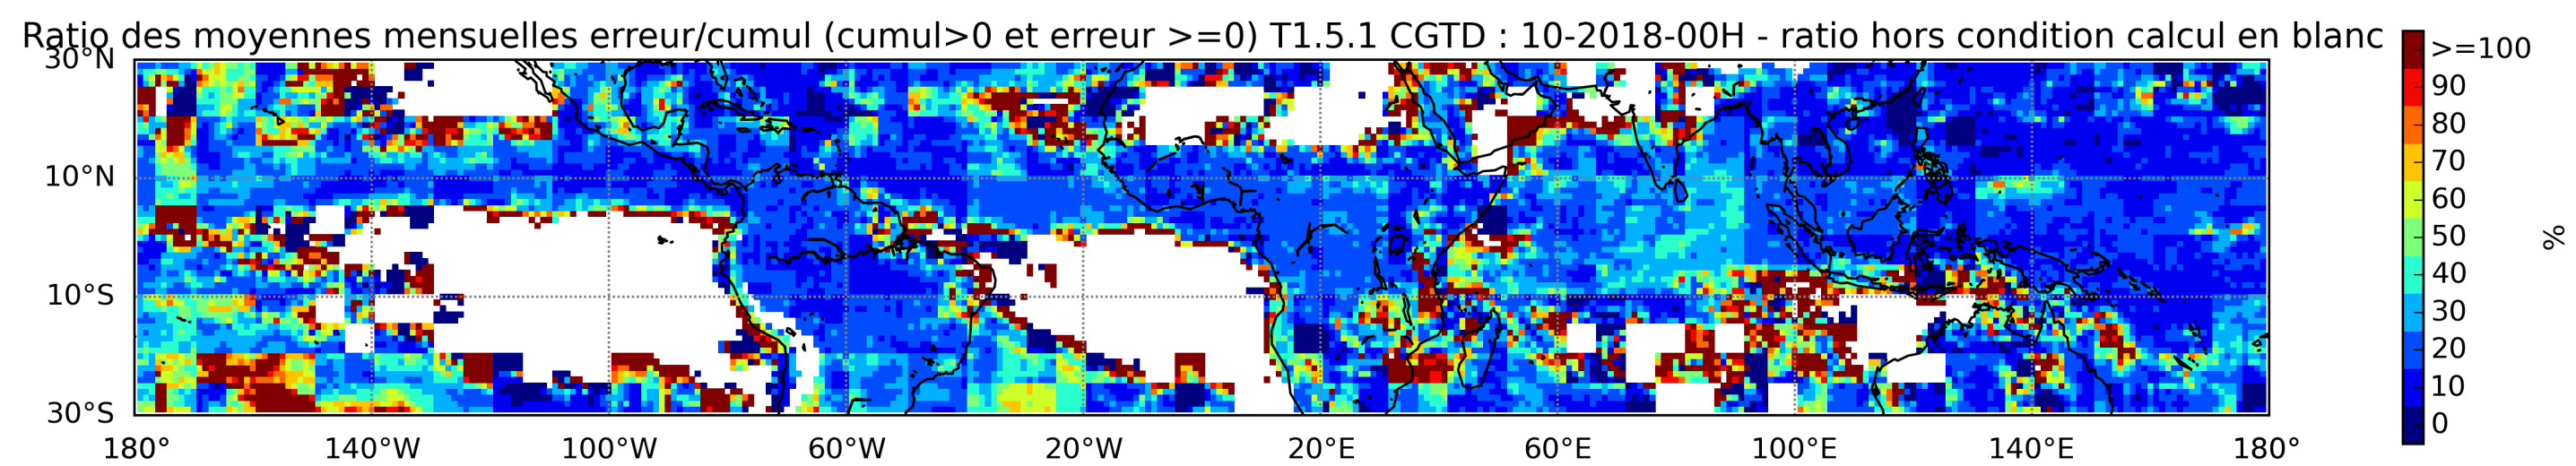 Ratio des moyennes mensuelles erreur/cumul (cumul>0 et erreur >=0) T1.5.1 CGTD : 10-2018-00H - ratio hors condition calcul en blanc
30°N
10°N
10°S
30°S
180° 140°W 100°W 60°W 20°W 20°E 60°E 100°E 140°E 180°
>=100
90
80
70
60
50
40
30
20
10
0
%